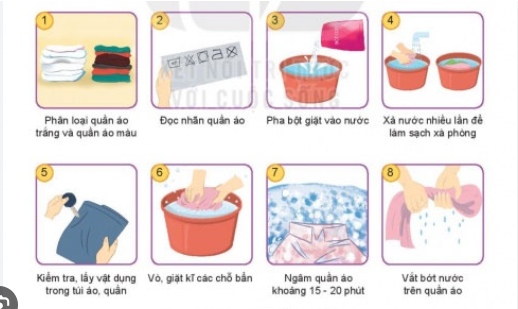 1
2
3
4
KẾT NỐI TRI THỨC
VỚI CUỘC SỐNG
Phân loại quần áo
trắng và quần áo màu
Đọc nhãn quần áo
Pha bột giặt vào nước
Xả nước nhiều lần để
làm sạch xà phòng
5
6
7
8
Kiểm tra, lấy vật dụng
trong túi áo, quần
Vò, giặt kĩ các chỗ bẩn
Ngâm quần áo
khoảng 15 - 20 phút
Vắt bớt nước
trên quần áo